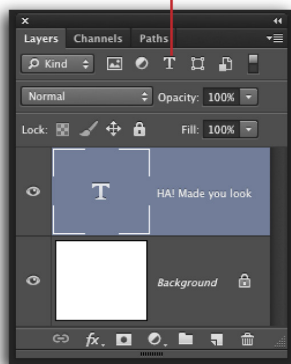 Layers Channels Paths
Kind T
Normal Opacity: 100%
Lock: Fill: 100%
T HA! Made you look
Background
fx.